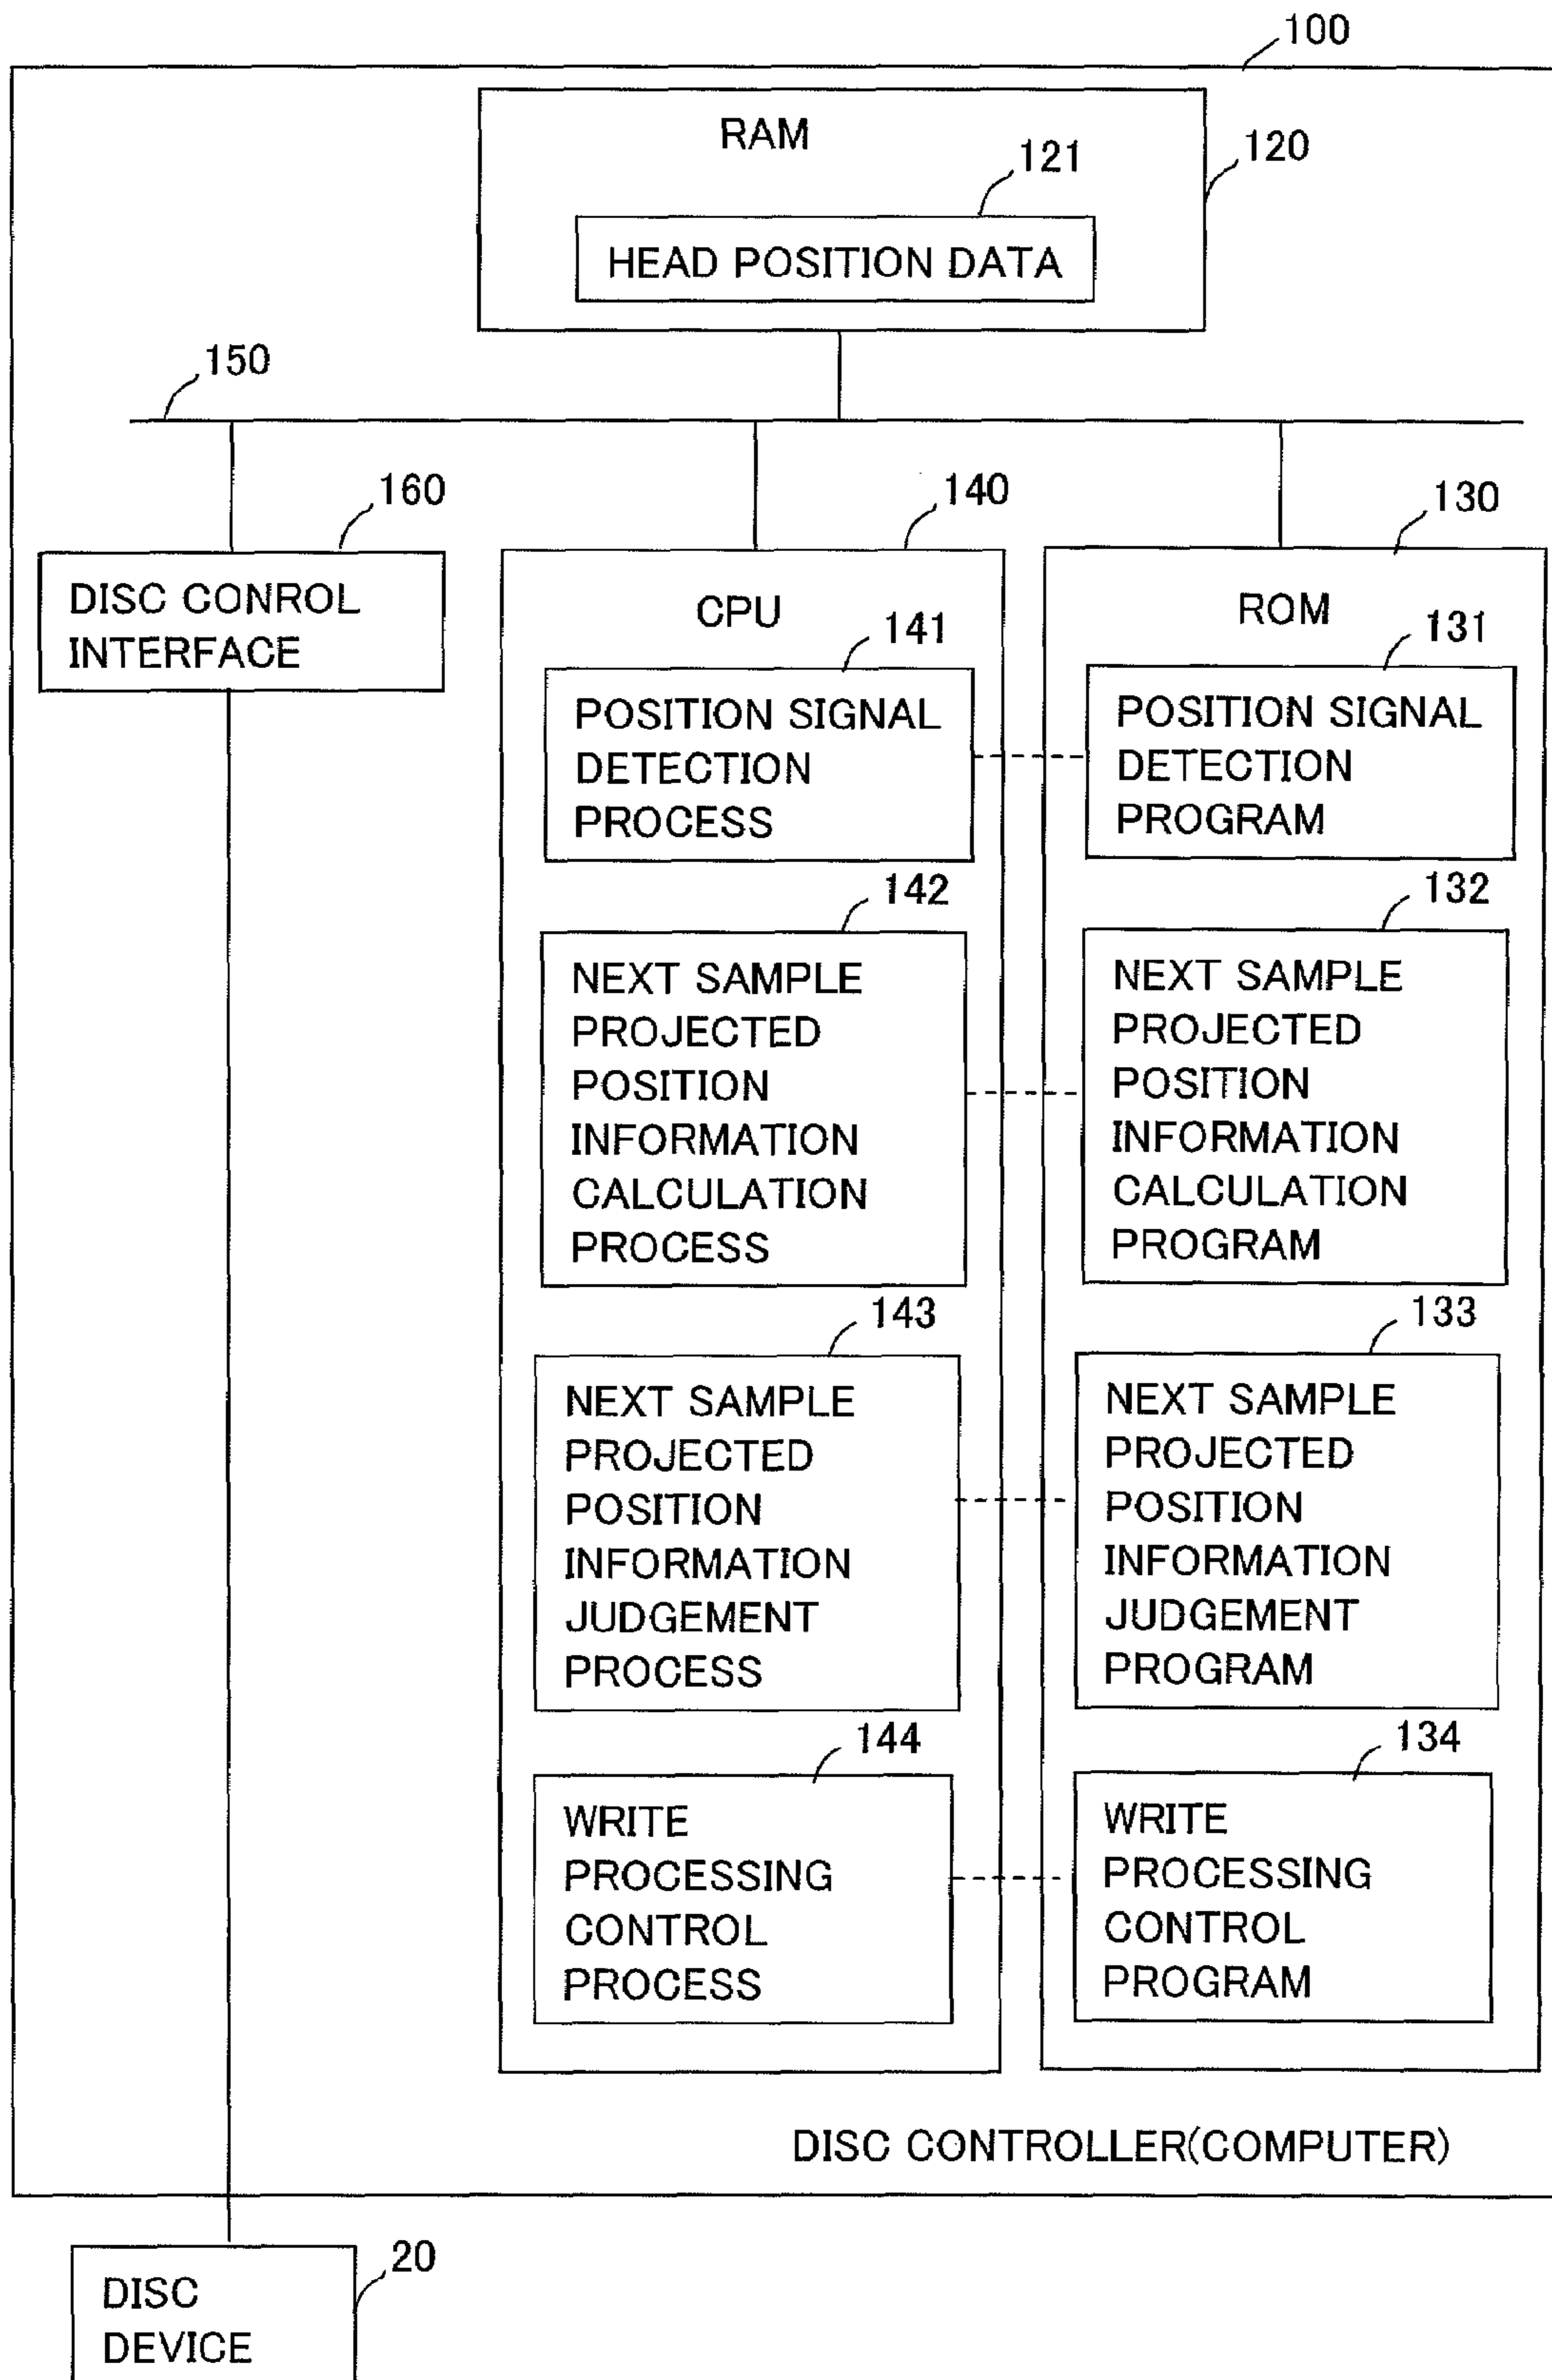 100
RAM
120
121
HEAD POSITION DATA
150
160
DISC CONROL
INTERFACE
140
CPU
141
POSITION SIGNAL
DETECTION
PROCESS
142
NEXT SAMPLE
PROJECTED
POSITION
INFORMATION
CALCULATION
PROCESS
143
NEXT SAMPLE
PROJECTED
POSITION
INFORMATION
JUDGEMENT
PROCESS
144
WRITE
PROCESSING
CONTROL
PROCESS
130
ROM
131
POSITION SIGNAL
DETECTION
PROGRAM
132
NEXT SAMPLE
PROJECTED
POSITION
INFORMATION
CALCULATION
PROGRAM
133
NEXT SAMPLE
PROJECTED
POSITION
INFORMATION
JUDGEMENT
PROGRAM
134
WRITE
PROCESSING
CONTROL
PROGRAM
DISC CONTROLLER(COMPUTER)
20
DISC
DEVICE